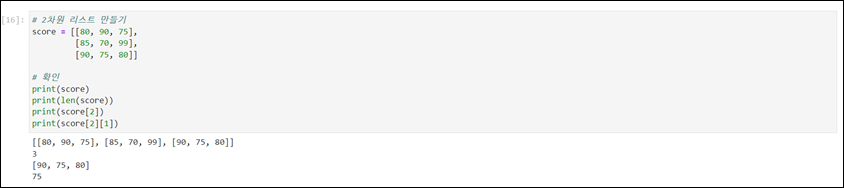 [16]:
# 2차원 리스트 만들기
score = [[80, 90, 75],
[85, 70, 99],
[90, 75, 80]]
# 확인
print(score)
print(len(score))
print(score[2])
print(score[2][1])
[[80, 90, 75], [85, 70, 99], [90, 75, 80]]
3
[90, 75, 80]
75